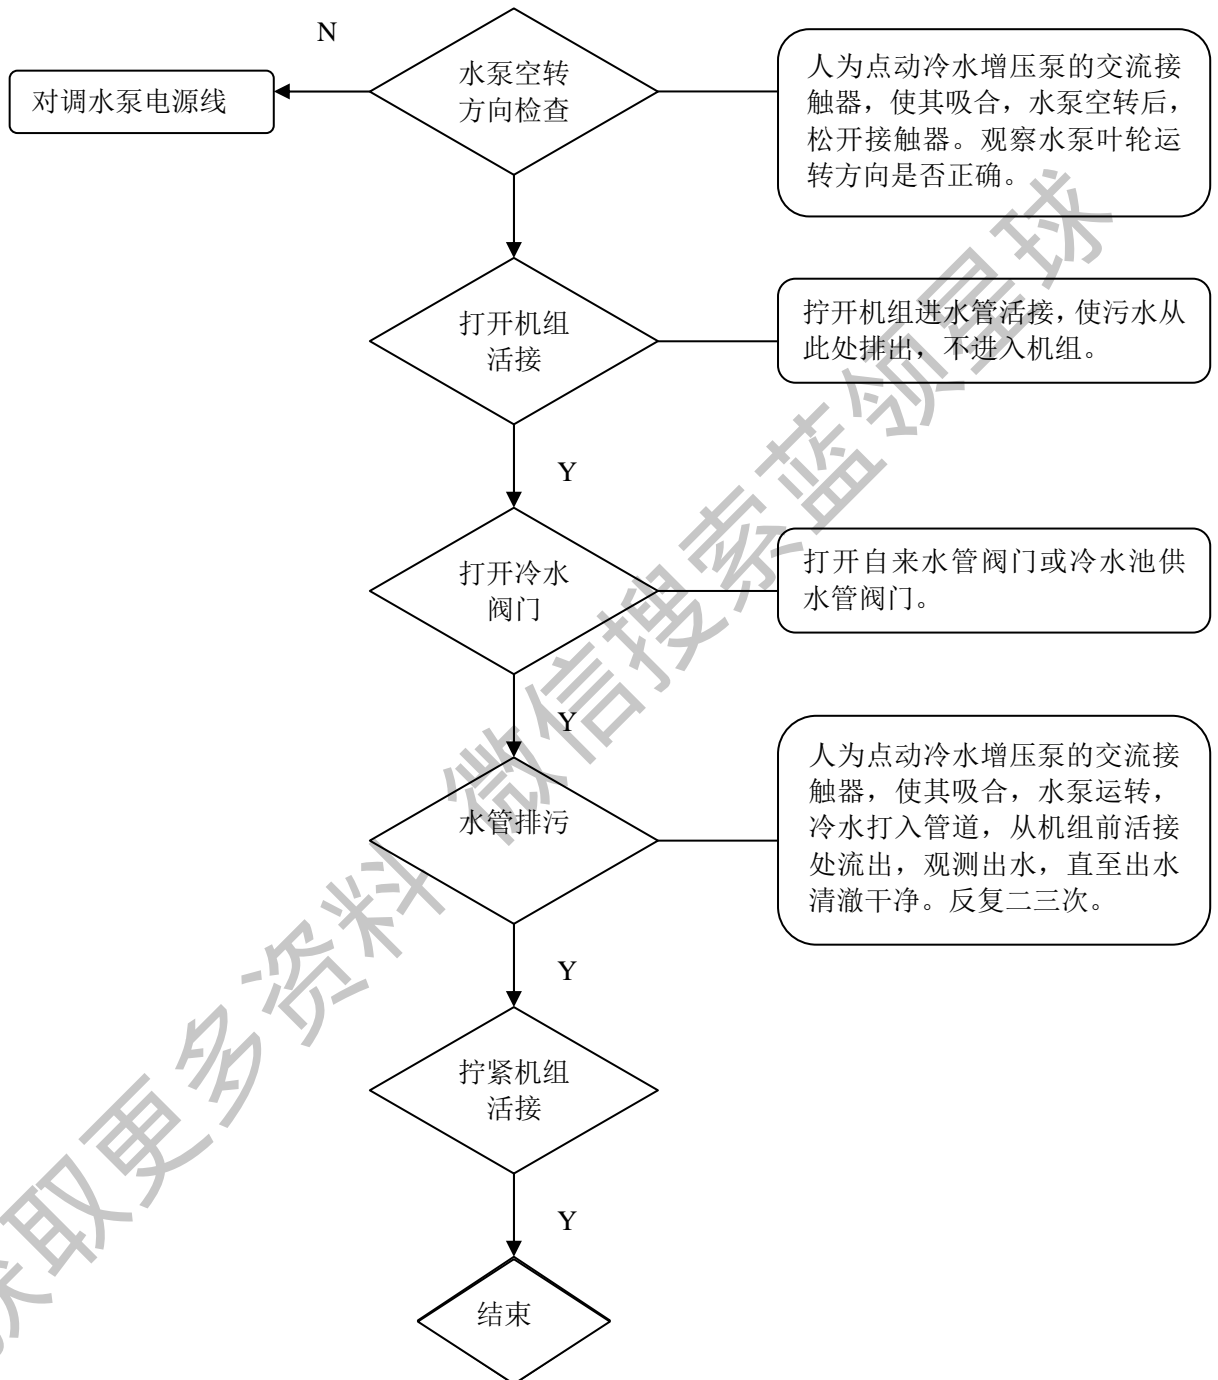 N
水泵空转
方向检查
对调水泵电源线
人为点动冷水增压泵的交流接
触器，使其吸合，水泵空转后，
松开接触器。观察水泵叶轮运
转方向是否正确。
打开机组
活接
拧开机组进水管活接，使污水从
此处排出，不进入机组。
Y
打开冷水
阀门
打开自来水管阀门或冷水池供
水管阀门。
Y
水管排污
人为点动冷水增压泵的交流接
触器，使其吸合，水泵运转，
冷水打入管道，从机组前活接
处流出，观测出水，直至出水
清澈干净。反复二三次。
Y
拧紧机组
活接
Y
结束
获取更多资料 微信搜索蓝领星球